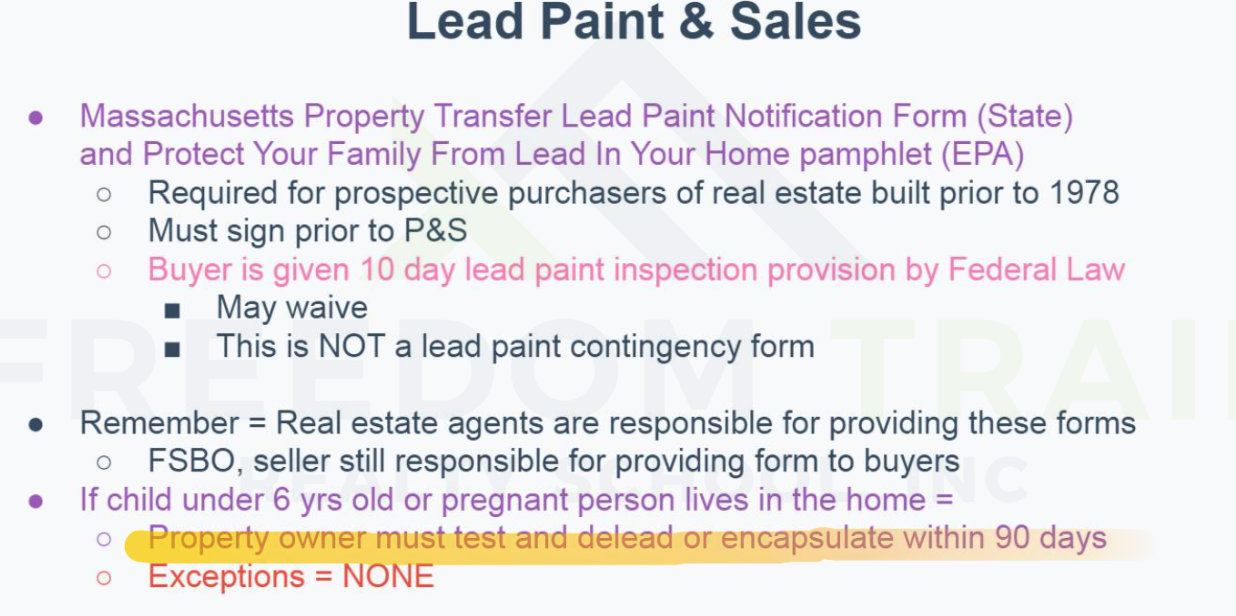 Lead Paint & Sales
● Massachusetts Property Transfer Lead Paint Notification Form (State)
and Protect Your Family From Lead In Your Home pamphlet (EPA)
○ Required for prospective purchasers of real estate built prior to 1978
○ Must sign prior to P&S
○ Buyer is given 10 day lead paint inspection provision by Federal Law
■ May waive
■ This is NOT a lead paint contingency form
● Remember = Real estate agents are responsible for providing these forms
○ FSBO, seller still responsible for providing form to buyers
● If child under 6 yrs old or pregnant person lives in the home =
○ Property owner must test and delead or encapsulate within 90 days
○ Exceptions = NONE
FREEDOM TRAI
REALTY SCHOOL, INC